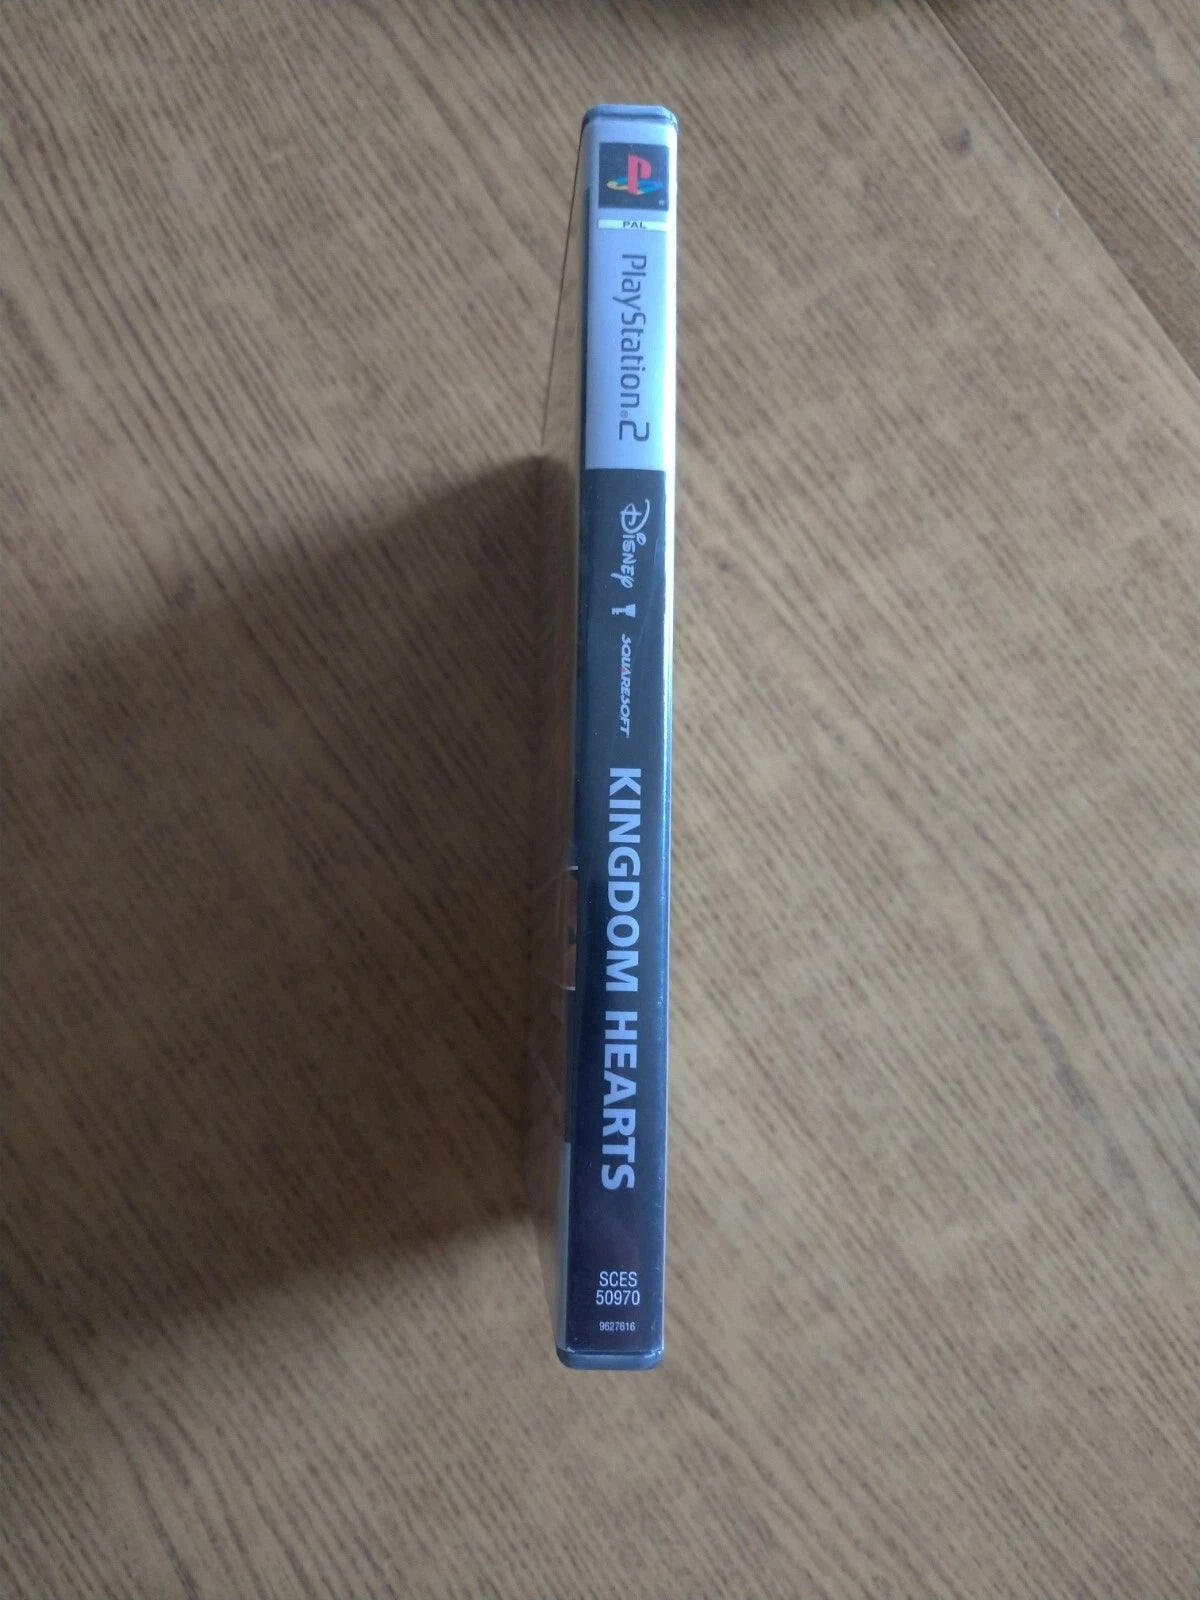 PAL
PlayStation®2
Disney
SQUARESOFT
KINGDOM HEARTS
SCES
50970
9627616